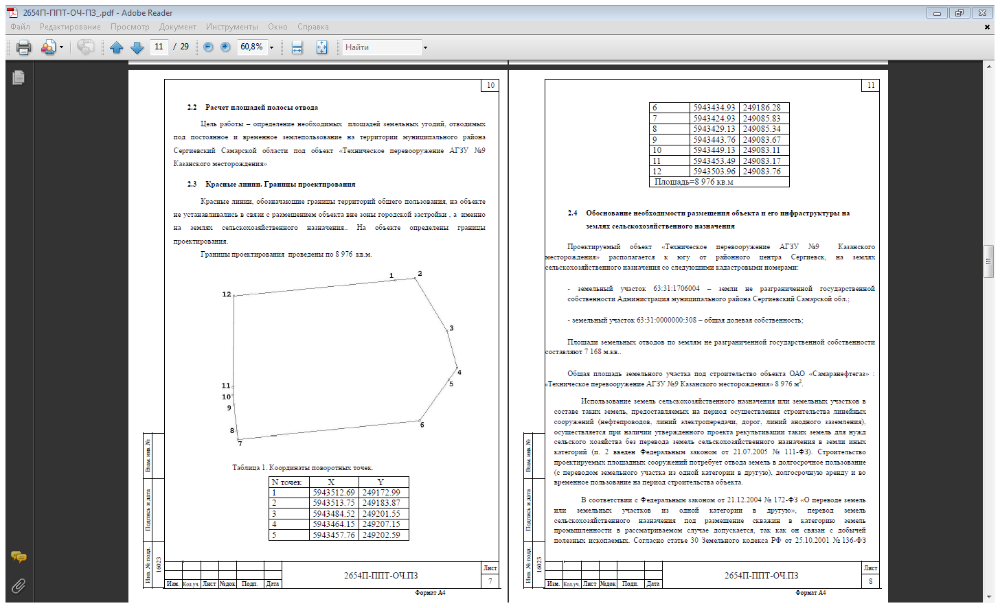 2654П-ППТ-ОЧ-ПЗ_.pdf - Adobe Reader
Файл Редактирование Просмотр Документ Инструменты Окно Справка
11 / 29 60,8% Найти
10
2.2 Расчет площадей полосы отвода
Цель работы – определение необходимых площадей земельных угодий, отводимых
под постоянное и временное землепользование на территории муниципального района
Сергиевский Самарской области под объект «Техническое перевооружение АГЗУ №9
Казанского месторождения»
2.3 Красные линии. Границы проектирования
Красные линии, обозначающие границы территорий общего пользования, на объекте
не устанавливались в связи с размещением объекта вне зоны городской застройки , а именно
на землях сельскохозяйственного назначения.. На объекте определены границы
проектирования.
Границы проектирования проведены по 8 976 кв.м.
1
2
12
3
4
5
11
10
9
6
8
7
Таблица 1. Координаты поворотных точек.
N точек X Y
1 5943512.69 249172.99
2 5943513.75 249183.87
3 5943484.52 249201.55
4 5943464.15 249207.15
5 5943457.76 249202.59
Взам. инв. №
Подпись и дата
Инв. № подл.
16023
Изм. Кол.уч. Лист №док Подп. Дата
2654П-ППТ-ОЧ.ПЗ
Лист
7
Формат А4
11
6 5943434.93 249186.28
7 5943424.93 249085.83
8 5943429.13 249085.34
9 5943443.76 249083.67
10 5943449.13 249083.11
11 5943453.49 249083.17
12 5943503.96 249083.76
Площадь=8 976 кв.м
2.4 Обоснование необходимости размещения объекта и его инфраструктуры на
землях сельскохозяйственного назначения
Проектируемый объект «Техническое перевооружение АГЗУ №9 Казанского
месторождения» располагается к югу от районного центра Сергиевск, на землях
сельскохозяйственного назначения со следующими кадастровыми номерами:
- земельный участок 63:31:1706004 – земли не разграниченной государственной
собственности Администрация муниципального района Сергиевский Самарской обл.;
- земельный участок 63:31:0000000:308 – общая долевая собственность;
Площади земельных отводов по землям не разграниченной государственной собственности
составляют 7 168 м.кв..
Общая площадь земельного участка под строительство объекта ОАО «Самаранефтегаз» :
«Техническое перевооружение АГЗУ №9 Казанского месторождения» 8 976 м².
Использование земель сельскохозяйственного назначения или земельных участков в
составе таких земель, предоставляемых на период осуществления строительства линейных
сооружений (нефтепроводов, линий электропередачи, дорог, линий анодного заземления),
осуществляется при наличии утвержденного проекта рекультивации таких земель для нужд
сельского хозяйства без перевода земель сельскохозяйственного назначения в земли иных
категорий (п. 2 введен Федеральным законом от 21.07.2005 № 111-ФЗ). Строительство
проектируемых площадных сооружений потребует отвода земель в долгосрочное пользование
(с переводом земельного участка из одной категории в другую), долгосрочную аренду и во
временное пользование на период строительства объекта.
В соответствии с Федеральным законом от 21.12.2004 № 172-ФЗ «О переводе земель
или земельных участков из одной категории в другую», перевод земель
сельскохозяйственного назначения под размещение скважин в категорию земель
промышленности в рассматриваемом случае допускается, так как он связан с добычей
полезных ископаемых. Согласно статье 30 Земельного кодекса РФ от 25.10.2001 № 136-ФЗ
Взам. инв. №
Подпись и дата
Инв. № подл.
16023
Изм. Кол.уч. Лист №док Подп. Дата
2654П-ППТ-ОЧ.ПЗ
Лист
8
Формат А4